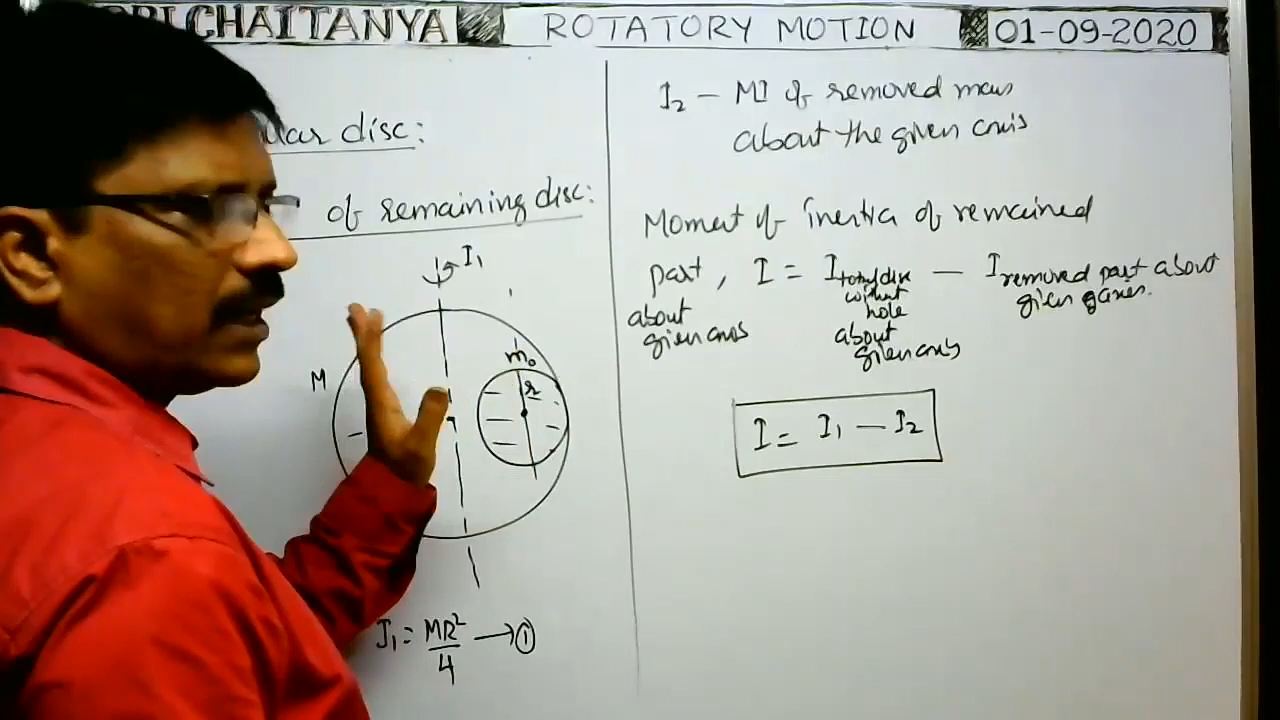 SRI CHAITANYA
ROTATORY MOTION
01-09-2020
disc:
of remaining disc:
I₁
M
m₀
r
I₁ = MR²/4 → ①
I₂ – MI of removed mass
about the given axis
Moment of inertia of remained
part, I = I total disc without hole about given axis – I removed part about given axis.
about
given axis
I = I₁ – I₂